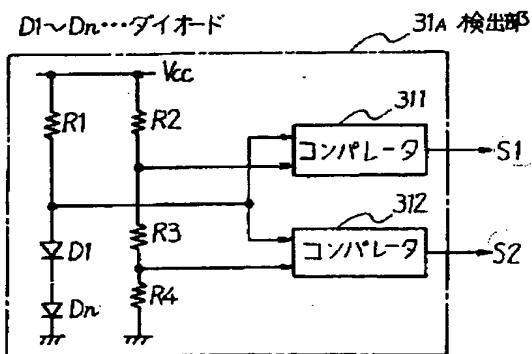 D1~Dn…ダイオード
31A 検出部
Vcc
R1
R2
311
コンパレータ
S1
R3
312
コンパレータ
S2
D1
R4
Dn